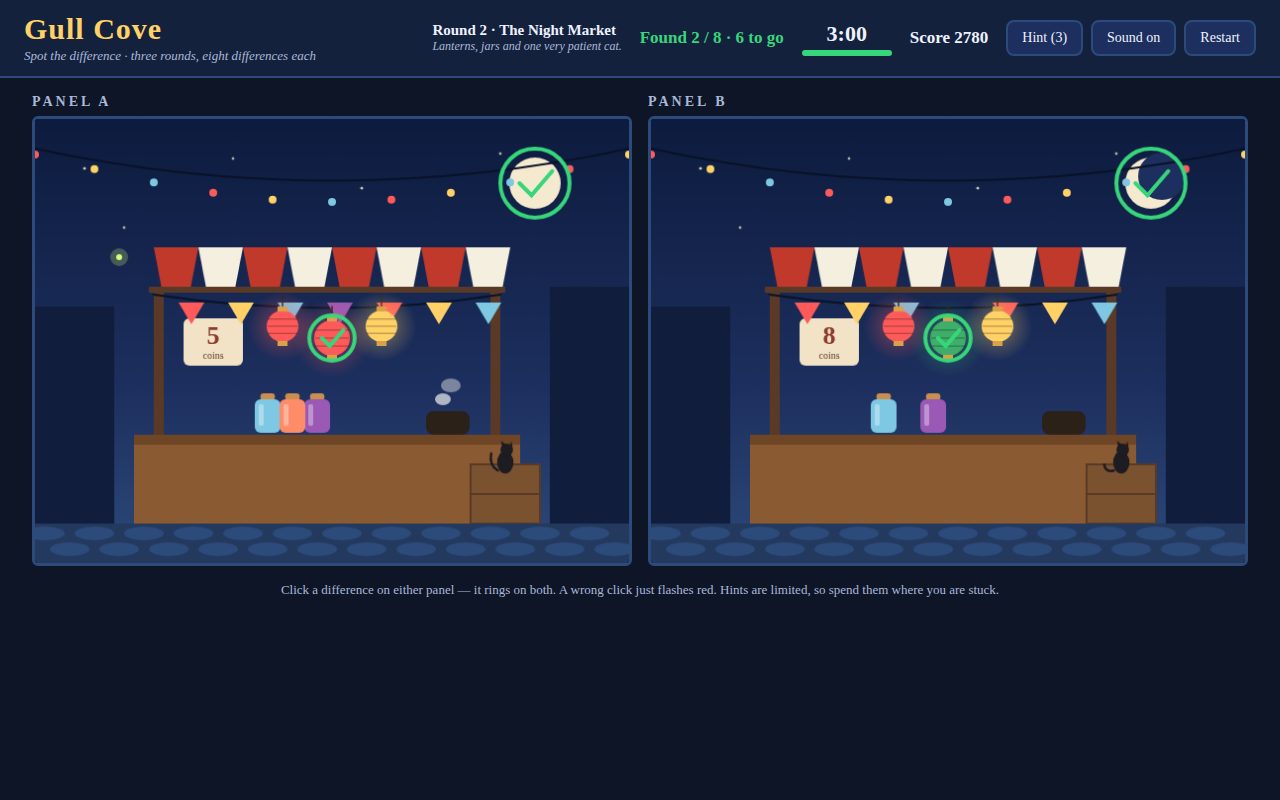 Gull Cove
Spot the difference · three rounds, eight differences each
Round 2 · The Night Market
Lanterns, jars and one very patient cat.
Found 2 / 8 · 6 to go
3:00
Score 2780
Hint (3)
Sound on
Restart
PANEL A
PANEL B
5
coins
8
coins
Click a difference on either panel — it rings on both. A wrong click just flashes red. Hints are limited, so spend them where you are stuck.